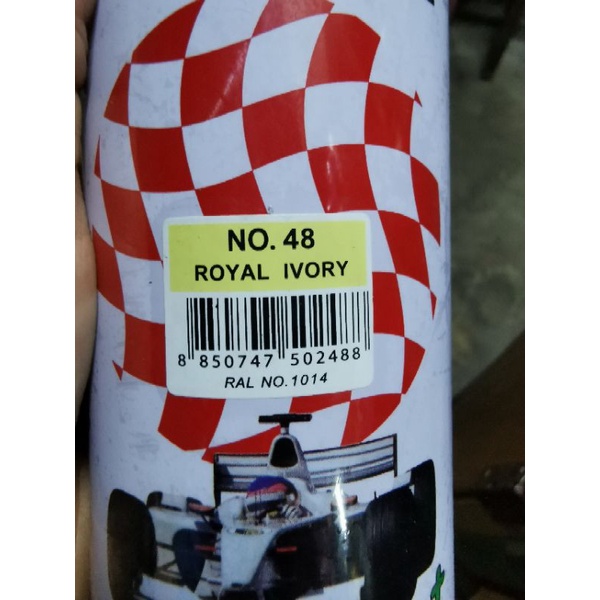 NO. 48
ROYAL IVORY
8 850747 502488
RAL NO.1014